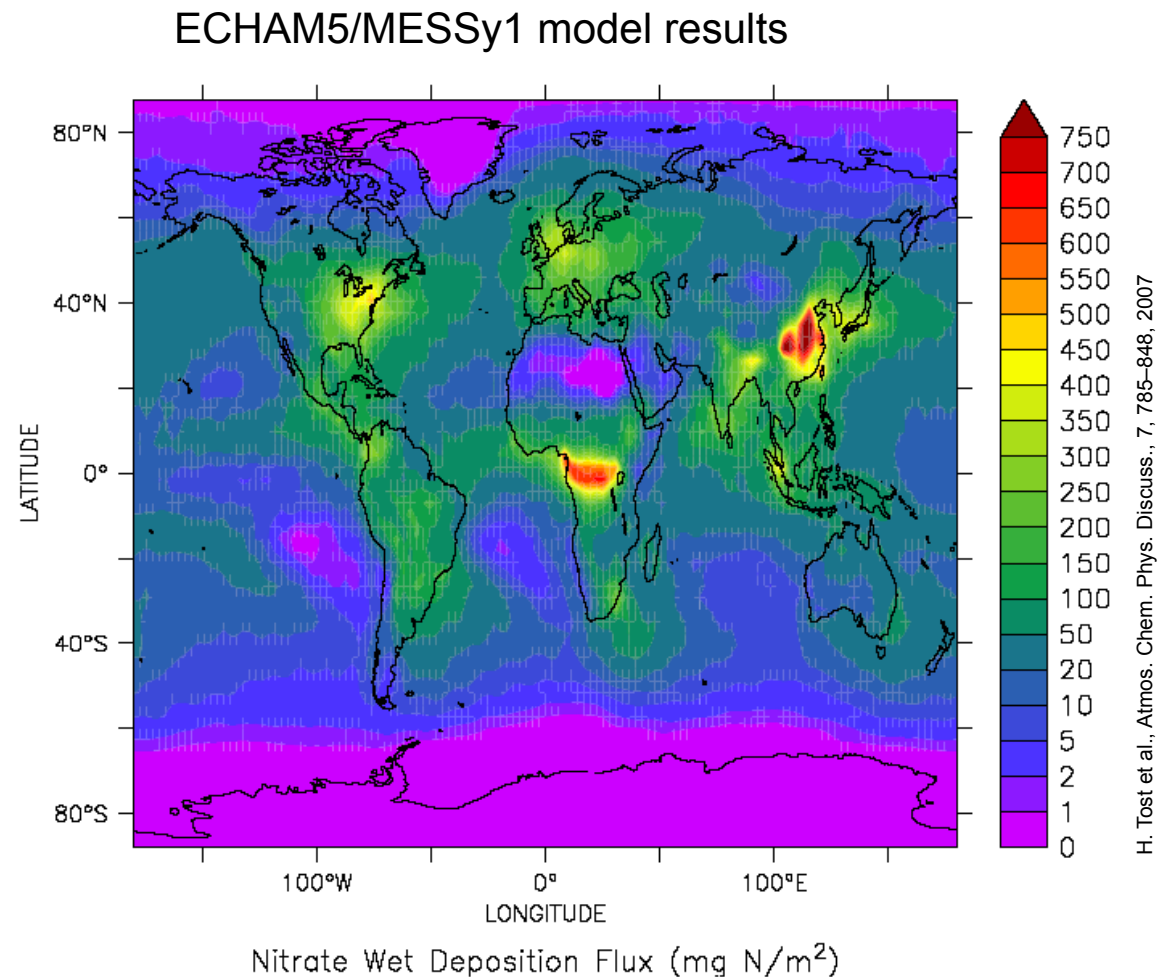 ECHAM5/MESSy1 model results
80°N
40°N
0°
40°S
80°S
LATITUDE
100°W
0°
100°E
LONGITUDE
Nitrate Wet Deposition Flux (mg N/m²)
750
700
650
600
550
500
450
400
350
300
250
200
150
100
50
20
10
5
2
1
0
H. Tost et al., Atmos. Chem. Phys. Discuss., 7, 785–848, 2007